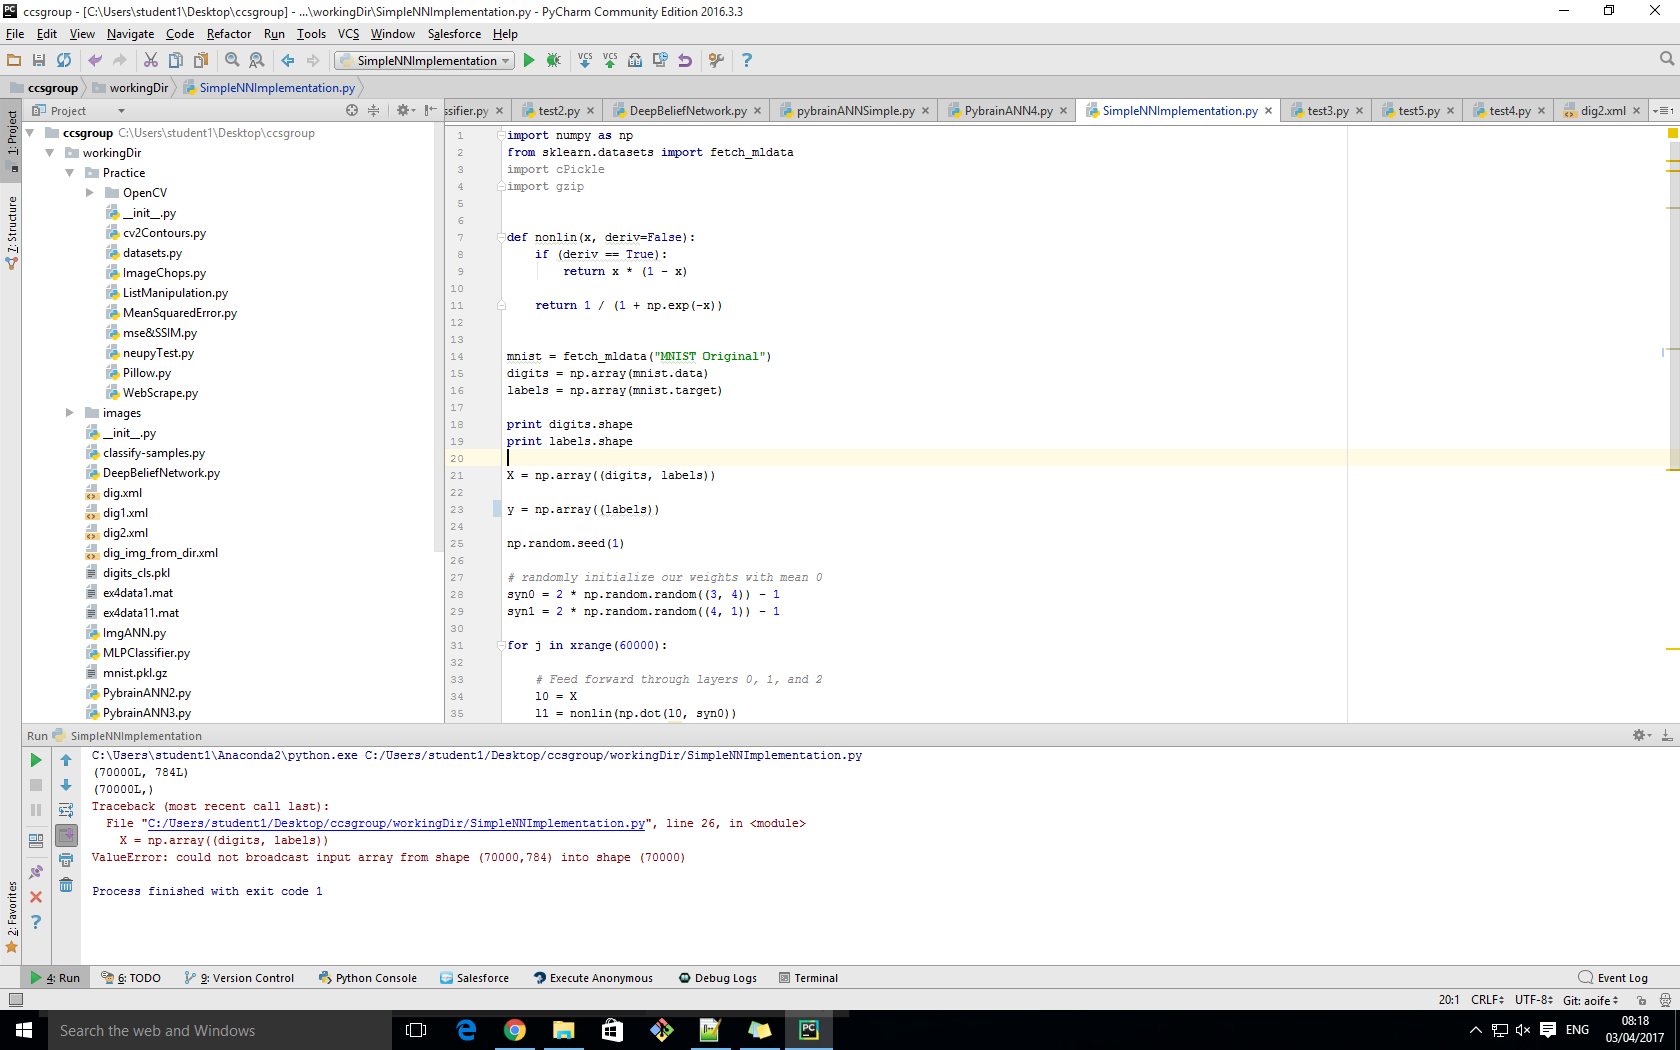 ccsgroup - [C:\Users\student1\Desktop\ccsgroup] - ...\workingDir\SimpleNNImplementation.py - PyCharm Community Edition 2016.3.3
File Edit View Navigate Code Refactor Run Tools VCS Window Salesforce Help
SimpleNNImplementation
ccsgroup workingDir SimpleNNImplementation.py
Project
ssifier.py test2.py DeepBeliefNetwork.py pybrainANNSimple.py PybrainANN4.py SimpleNNImplementation.py test3.py test5.py test4.py dig2.xml
1: Project
7: Structure
2: Favorites
ccsgroup C:\Users\student1\Desktop\ccsgroup
workingDir
Practice
OpenCV
__init__.py
cv2Contours.py
datasets.py
ImageChops.py
ListManipulation.py
MeanSquaredError.py
mse&SSIM.py
neupyTest.py
Pillow.py
WebScrape.py
images
__init__.py
classify-samples.py
DeepBeliefNetwork.py
dig.xml
dig1.xml
dig2.xml
dig_img_from_dir.xml
digits_cls.pkl
ex4data1.mat
ex4data11.mat
ImgANN.py
MLPClassifier.py
mnist.pkl.gz
PybrainANN2.py
PybrainANN3.py
1 import numpy as np
2 from sklearn.datasets import fetch_mldata
3 import cPickle
4 import gzip
5
6
7 def nonlin(x, deriv=False):
8 if (deriv == True):
9 return x * (1 - x)
10
11 return 1 / (1 + np.exp(-x))
12
13
14 mnist = fetch_mldata("MNIST Original")
15 digits = np.array(mnist.data)
16 labels = np.array(mnist.target)
17
18 print digits.shape
19 print labels.shape
20
21 X = np.array((digits, labels))
22
23 y = np.array((labels))
24
25 np.random.seed(1)
26
27 # randomly initialize our weights with mean 0
28 syn0 = 2 * np.random.random((3, 4)) - 1
29 syn1 = 2 * np.random.random((4, 1)) - 1
30
31 for j in xrange(60000):
32
33 # Feed forward through layers 0, 1, and 2
34 l0 = X
35 l1 = nonlin(np.dot(l0, syn0))
Run SimpleNNImplementation
C:\Users\student1\Anaconda2\python.exe C:/Users/student1/Desktop/ccsgroup/workingDir/SimpleNNImplementation.py
(70000L, 784L)
(70000L,)
Traceback (most recent call last):
File "C:/Users/student1/Desktop/ccsgroup/workingDir/SimpleNNImplementation.py", line 26, in <module>
X = np.array((digits, labels))
ValueError: could not broadcast input array from shape (70000,784) into shape (70000)
Process finished with exit code 1
4: Run 6: TODO 9: Version Control Python Console Salesforce Execute Anonymous Debug Logs Terminal Event Log
20:1 CRLF UTF-8 Git: aoife
Search the web and Windows
ENG
08:18
03/04/2017